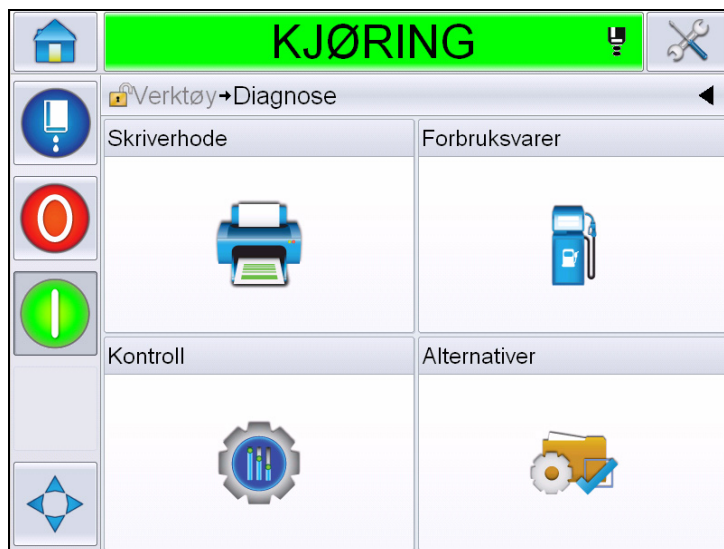 KJØRING
Verktøy→Diagnose
Skriverhode
Forbruksvarer
Kontroll
Alternativer